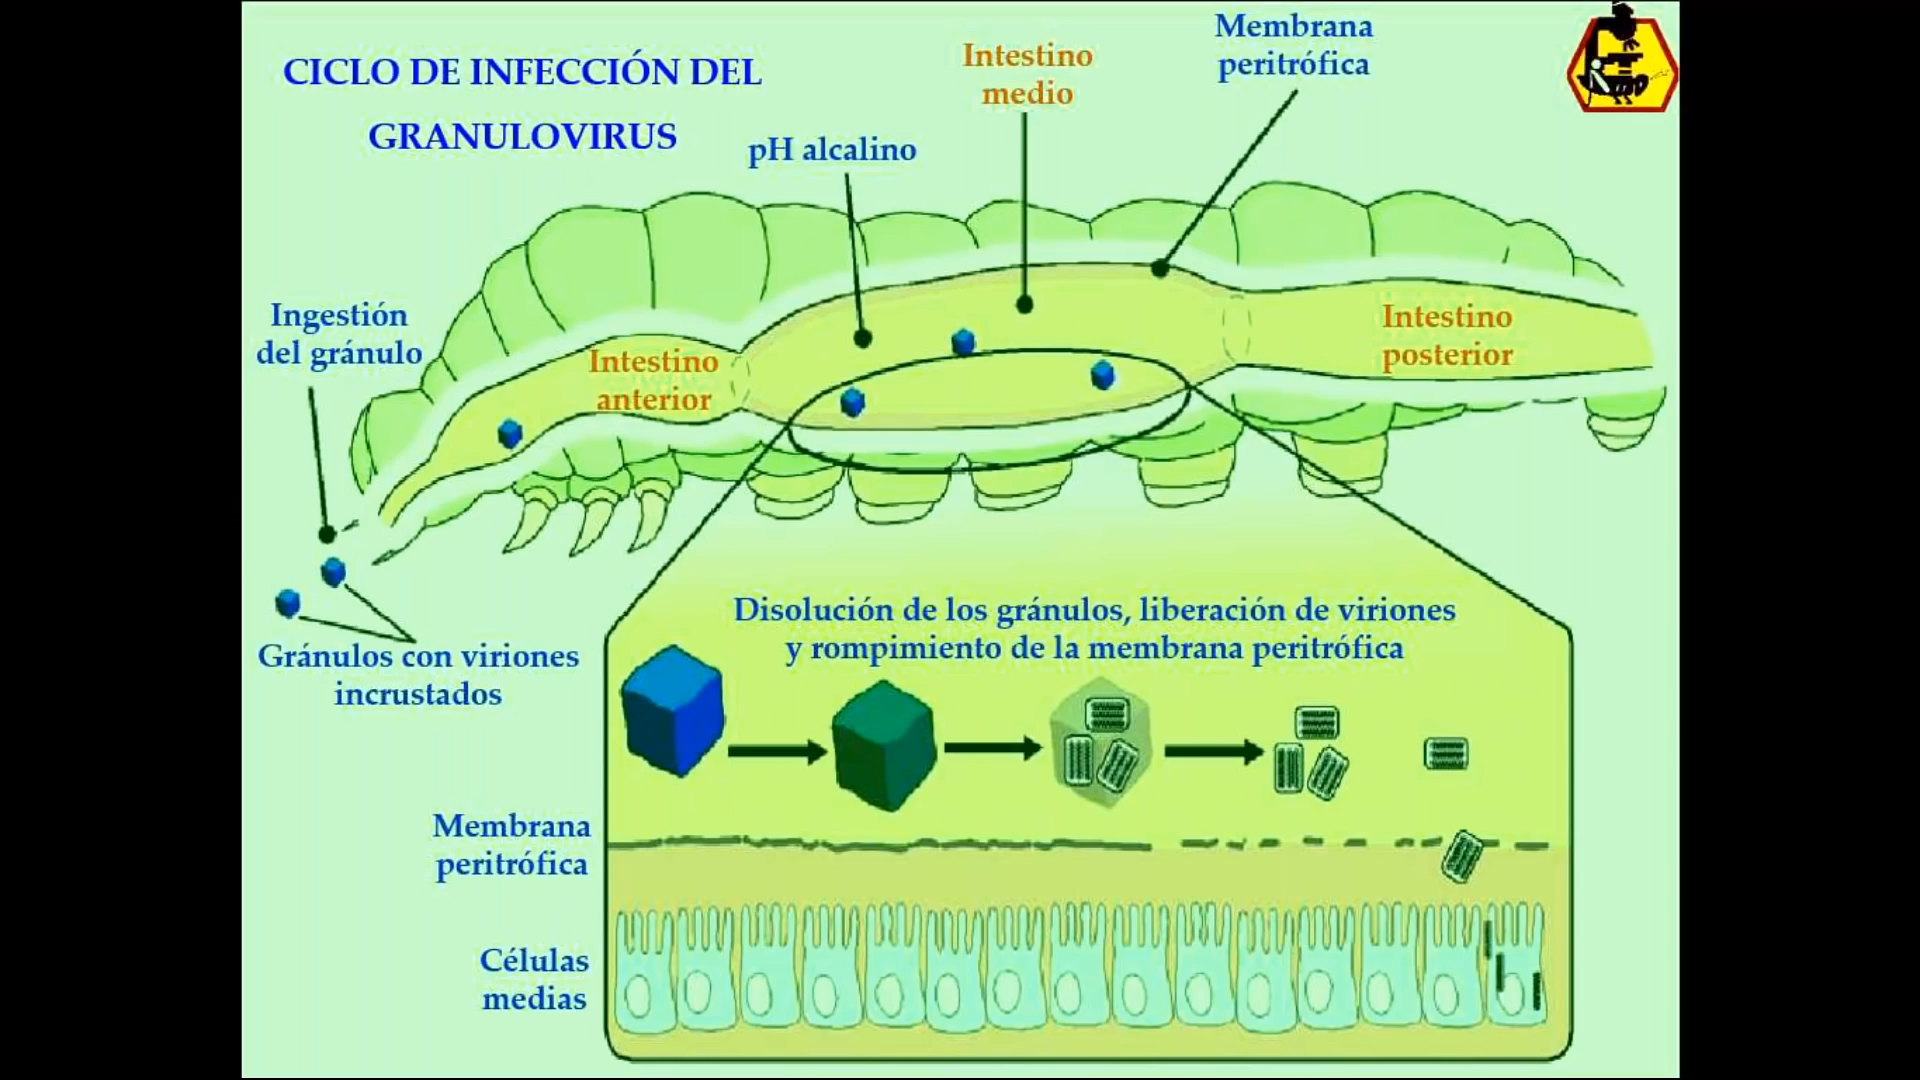 CICLO DE INFECCIÓN DEL
GRANULOVIRUS
pH alcalino
Intestino
medio
Membrana
peritrófica
Ingestión
del gránulo
Intestino
anterior
Intestino
posterior
Gránulos con viriones
incrustados
Disolución de los gránulos, liberación de viriones
y rompimiento de la membrana peritrófica
Membrana
peritrófica
Células
medias